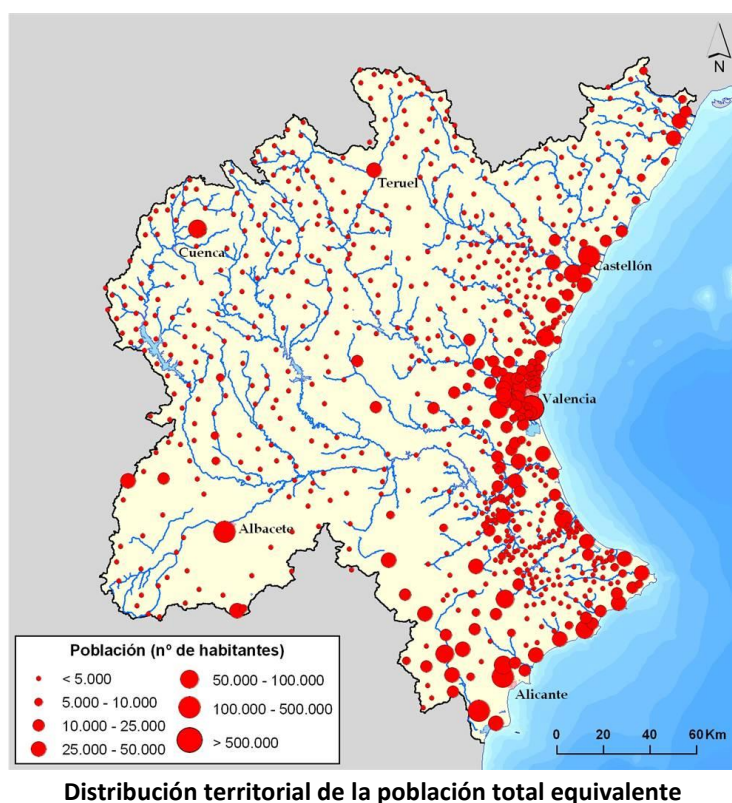 N
Teruel
Cuenca
Castellón
Valencia
Albacete
Alicante
Población (nº de habitantes)
< 5.000
5.000 - 10.000
10.000 - 25.000
25.000 - 50.000
50.000 - 100.000
100.000 - 500.000
> 500.000
0 20 40 60 Km
Distribución territorial de la población total equivalente